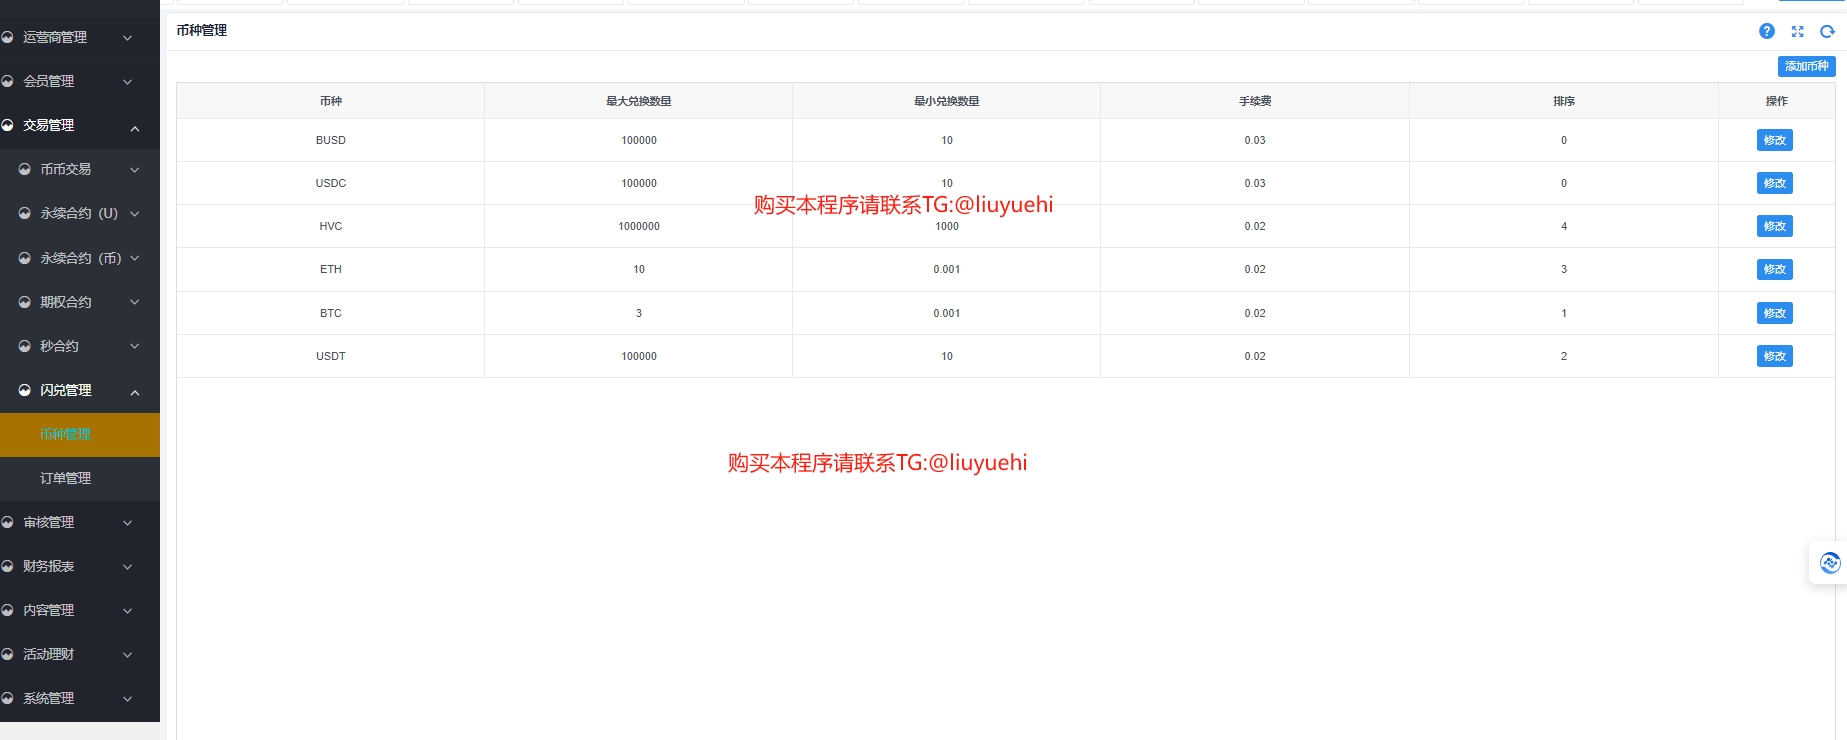 币种管理
添加币种
运营商管理
会员管理
交易管理
币币交易
永续合约（U）
永续合约（币）
期权合约
秒合约
闪兑管理
币种管理
订单管理
审核管理
财务报表
内容管理
活动理财
系统管理
币种 最大兑换数量 最小兑换数量 手续费 排序 操作
BUSD 100000 10 0.03 0 修改
USDC 100000 10 0.03 0 修改
购买本程序请联系TG:@liuyuehi
HVC 1000000 1000 0.02 4 修改
ETH 10 0.001 0.02 3 修改
BTC 3 0.001 0.02 1 修改
USDT 100000 10 0.02 2 修改
购买本程序请联系TG:@liuyuehi